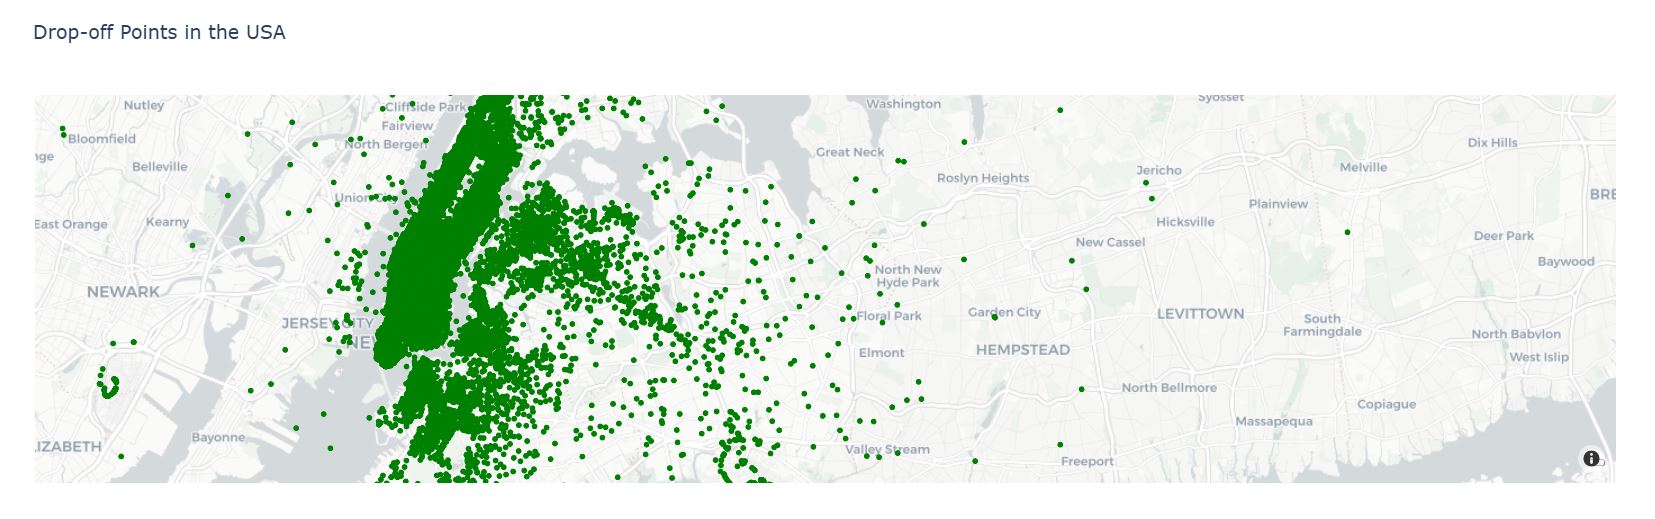 Drop-off Points in the USA
Nutley
Cliffside Park
Washington
Syosset
Fairview
Bloomfield
North Bergen
Dix Hills
nge
Great Neck
Belleville
Jericho
Melville
Roslyn Heights
Union City
BRE
Plainview
East Orange
Kearny
Hicksville
Deer Park
New Cassel
Baywood
North New
Hyde Park
NEWARK
Garden City
LEVITTOWN
Floral Park
JERSEY CITY
South
Farmingdale
North Babylon
NEW
Elmont
HEMPSTEAD
West Islip
North Bellmore
Copiague
Massapequa
Bayonne
LIZABETH
Valley Stream
Freeport